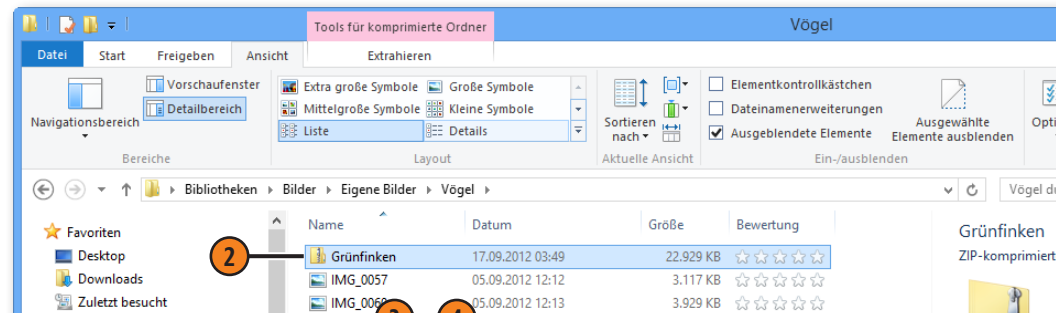 Tools für komprimierte Ordner Vögel
Datei Start Freigeben Ansicht Extrahieren
Navigationsbereich
Vorschaufenster
Detailbereich
Bereiche
Extra große Symbole Große Symbole
Mittelgroße Symbole Kleine Symbole
Liste Details
Layout
Sortieren
nach
Aktuelle Ansicht
Elementkontrollkästchen
Dateinamenerweiterungen
Ausgeblendete Elemente
Ausgewählte
Elemente ausblenden
Ein-/ausblenden
Opti
Bibliotheken Bilder Eigene Bilder Vögel Vögel du
Favoriten
Desktop
Downloads
Zuletzt besucht
Name Datum Größe Bewertung
2 Grünfinken 17.09.2012 03:49 22.929 KB
IMG_0057 05.09.2012 12:12 3.117 KB
IMG_0060 05.09.2012 12:13 3.929 KB
Grünfinken
ZIP-komprimiert